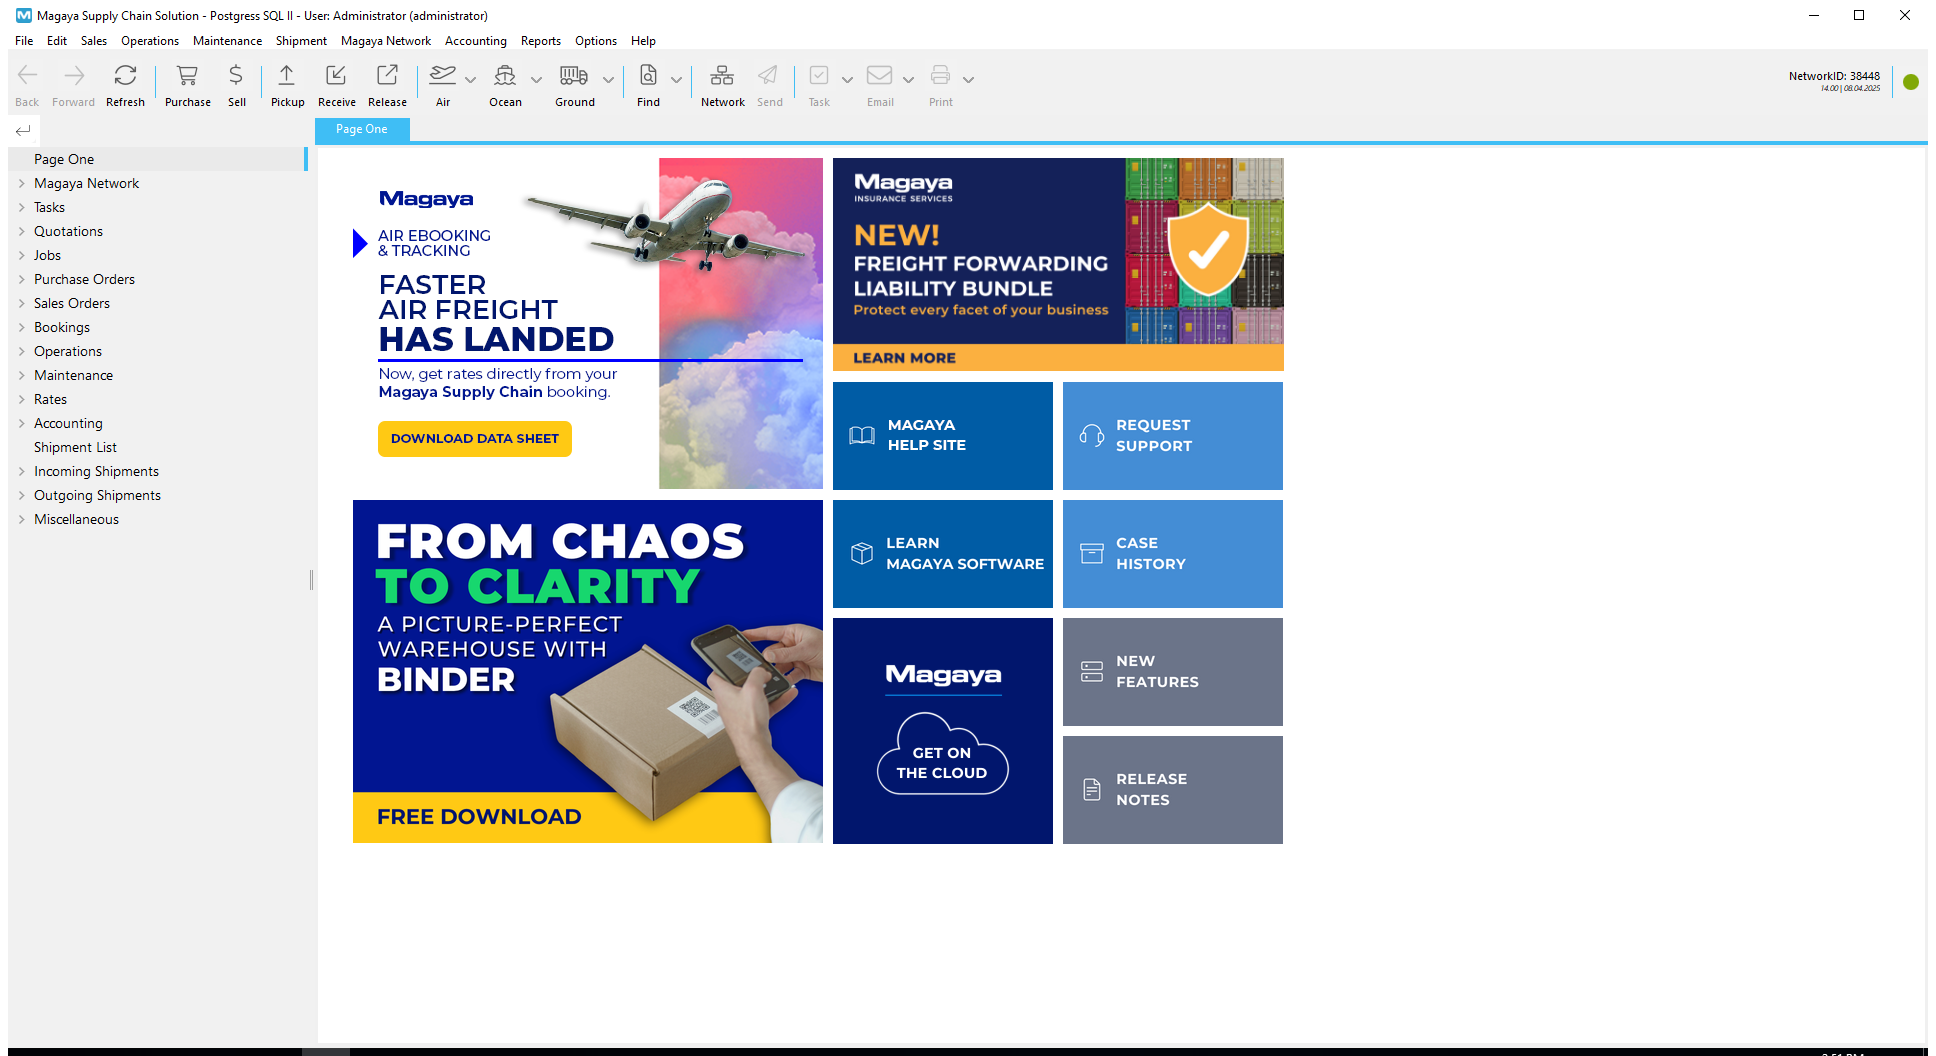 Magaya Supply Chain Solution - Postgress SQL II - User: Administrator (administrator)
File Edit Sales Operations Maintenance Shipment Magaya Network Accounting Reports Options Help
Back Forward Refresh Purchase Sell Pickup Receive Release Air Ocean Ground Find Network Send Task Email Print
NetworkID: 38448
14.00 | 08.04.2025
Page One
Page One
Magaya Network
Tasks
Quotations
Jobs
Purchase Orders
Sales Orders
Bookings
Operations
Maintenance
Rates
Accounting
Shipment List
Incoming Shipments
Outgoing Shipments
Miscellaneous
Magaya
AIR EBOOKING
& TRACKING
FASTER
AIR FREIGHT
HAS LANDED
Now, get rates directly from your
Magaya Supply Chain booking.
DOWNLOAD DATA SHEET
Magaya
INSURANCE SERVICES
NEW!
FREIGHT FORWARDING
LIABILITY BUNDLE
Protect every facet of your business
LEARN MORE
MAGAYA
HELP SITE
REQUEST
SUPPORT
FROM CHAOS
TO CLARITY
A PICTURE-PERFECT
WAREHOUSE WITH
BINDER
FREE DOWNLOAD
LEARN
MAGAYA SOFTWARE
CASE
HISTORY
Magaya
GET ON
THE CLOUD
NEW
FEATURES
RELEASE
NOTES